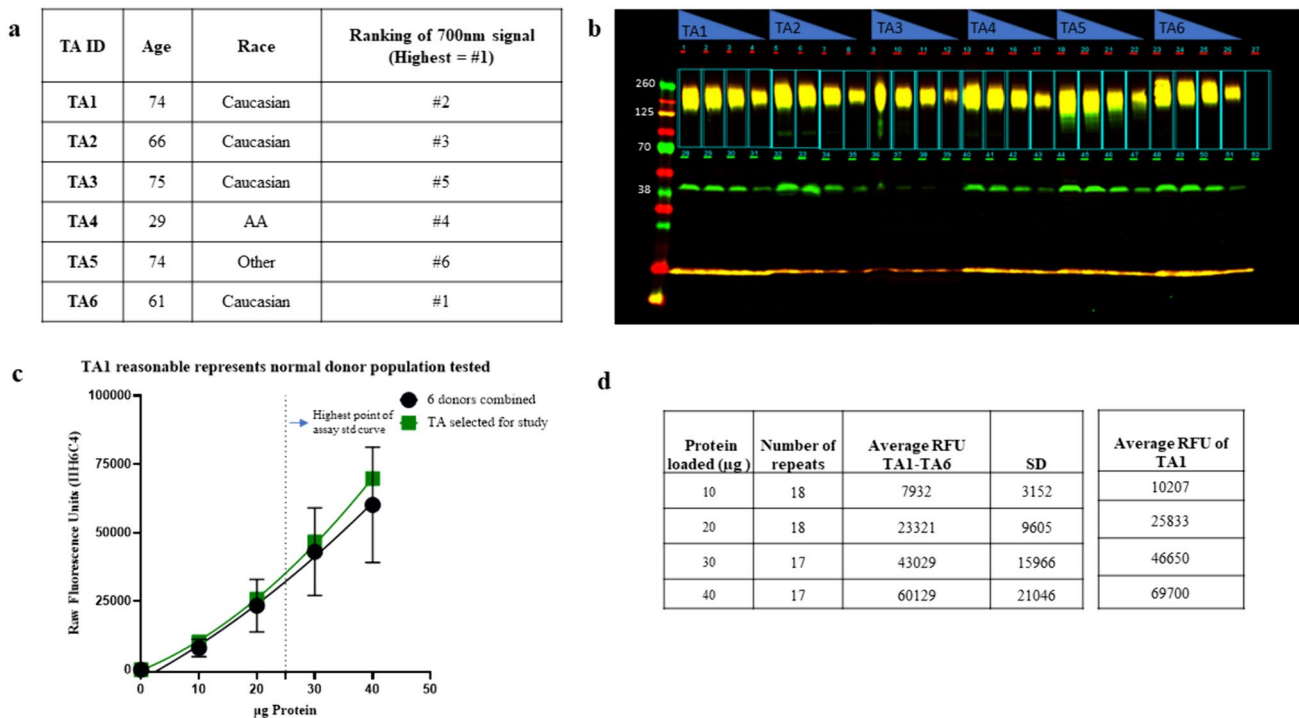 a
TA ID Age Race Ranking of 700nm signal (Highest = #1)
TA1 74 Caucasian #2
TA2 66 Caucasian #3
TA3 75 Caucasian #5
TA4 29 AA #4
TA5 74 Other #6
TA6 61 Caucasian #1
b
TA1 TA2 TA3 TA4 TA5 TA6
260
125
70
38
c
TA1 reasonable represents normal donor population tested
6 donors combined
TA selected for study
Highest point of
assay std curve
Raw Fluorescence Units (IIH6C4)
100000
75000
50000
25000
0
0 10 20 30 40 50
µg Protein
d
Protein loaded (µg) Number of repeats Average RFU TA1-TA6 SD Average RFU of TA1
10 18 7932 3152 10207
20 18 23321 9605 25833
30 17 43029 15966 46650
40 17 60129 21046 69700